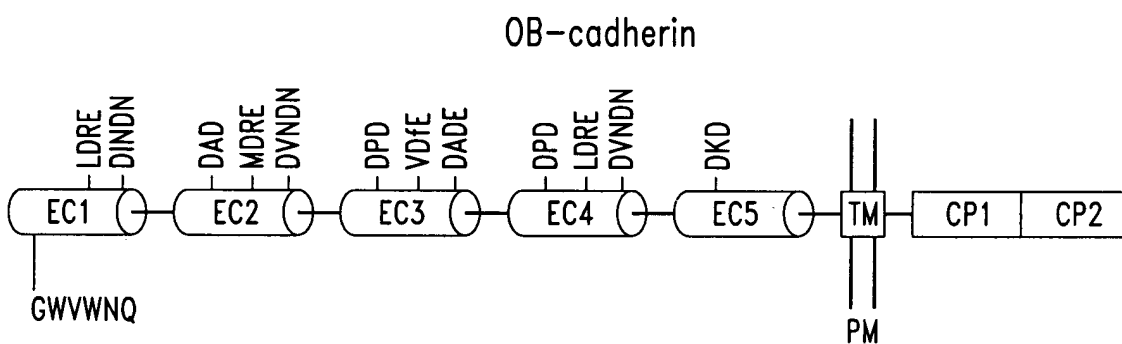 OB-cadherin
LDRE
DINDN
DAD
MDRE
DVNDN
DPD
VDfE
DADE
DPD
LDRE
DVNDN
DKD
EC1
EC2
EC3
EC4
EC5
TM
CP1
CP2
GWVWNQ
PM